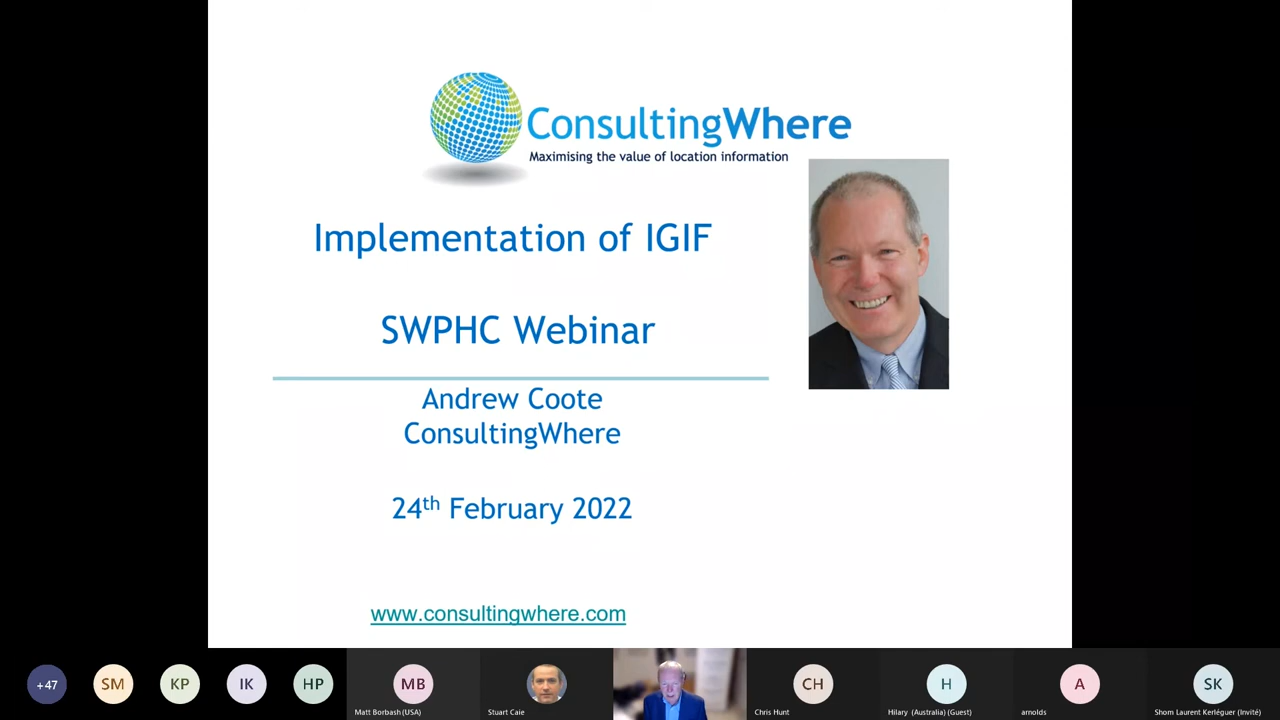 ConsultingWhere
Maximising the value of location information
Implementation of IGIF
SWPHC Webinar
Andrew Coote
ConsultingWhere
24th February 2022
www.consultingwhere.com
+47
SM
KP
IK
HP
MB
CH
H
A
SK
Matt Borbash (USA)
Stuart Caie
Chris Hunt
Hilary (Australia) (Guest)
arnolds
Shom Laurent Kerléguer (Invité)